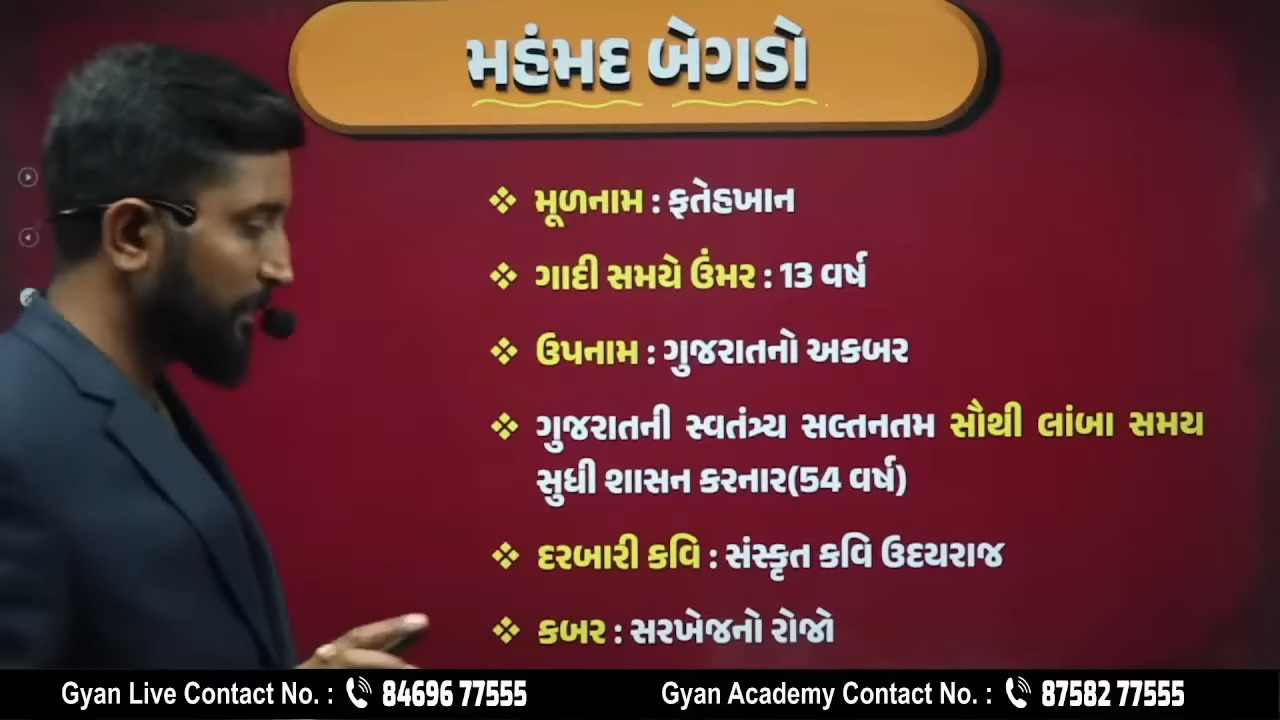 મહંમદ બેગડો
❖ મૂળનામ : ફતેહખાન
❖ ગાદી સમયે ઉંમર : 13 વર્ષ
❖ ઉપનામ : ગુજરાતનો અકબર
❖ ગુજરાતની સ્વતંત્ર્ય સલ્તનતમ સૌથી લાંબા સમય
સુધી શાસન કરનાર(54 વર્ષ)
❖ દરબારી કવિ : સંસ્કૃત કવિ ઉદયરાજ
❖ કબર : સરખેજનો રોજો
Gyan Live Contact No. : 84696 77555
Gyan Academy Contact No. : 87582 77555